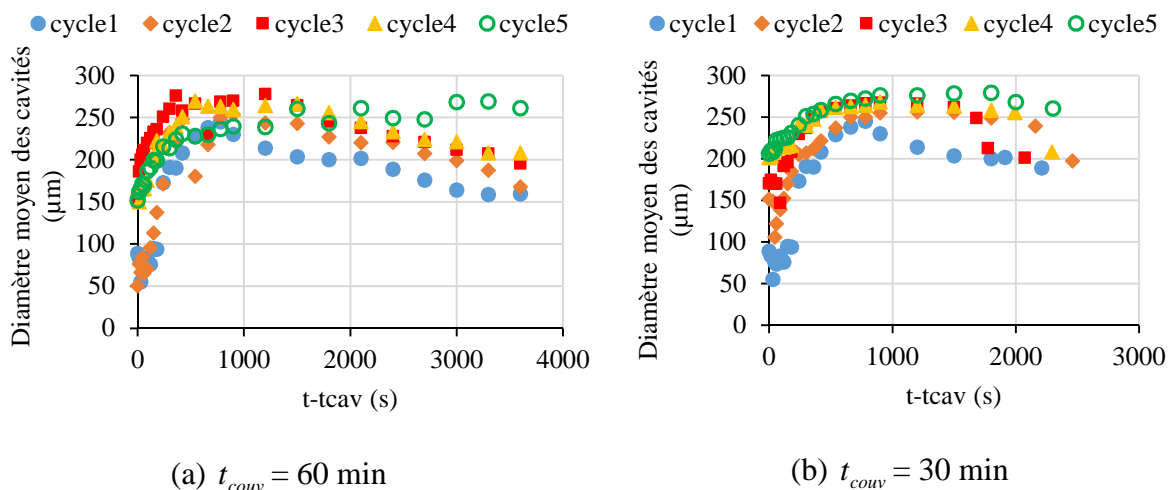 cycle1 cycle2 cycle3 cycle4 cycle5
Diamètre moyen des cavités
(µm)
300
250
200
150
100
50
0
0 1000 2000 3000 4000
t-tcav (s)
(a) t_couv = 60 min
cycle1 cycle2 cycle3 cycle4 cycle5
Diamètre moyen des cavités
(µm)
300
250
200
150
100
50
0
0 1000 2000 3000
t-tcav (s)
(b) t_couv = 30 min